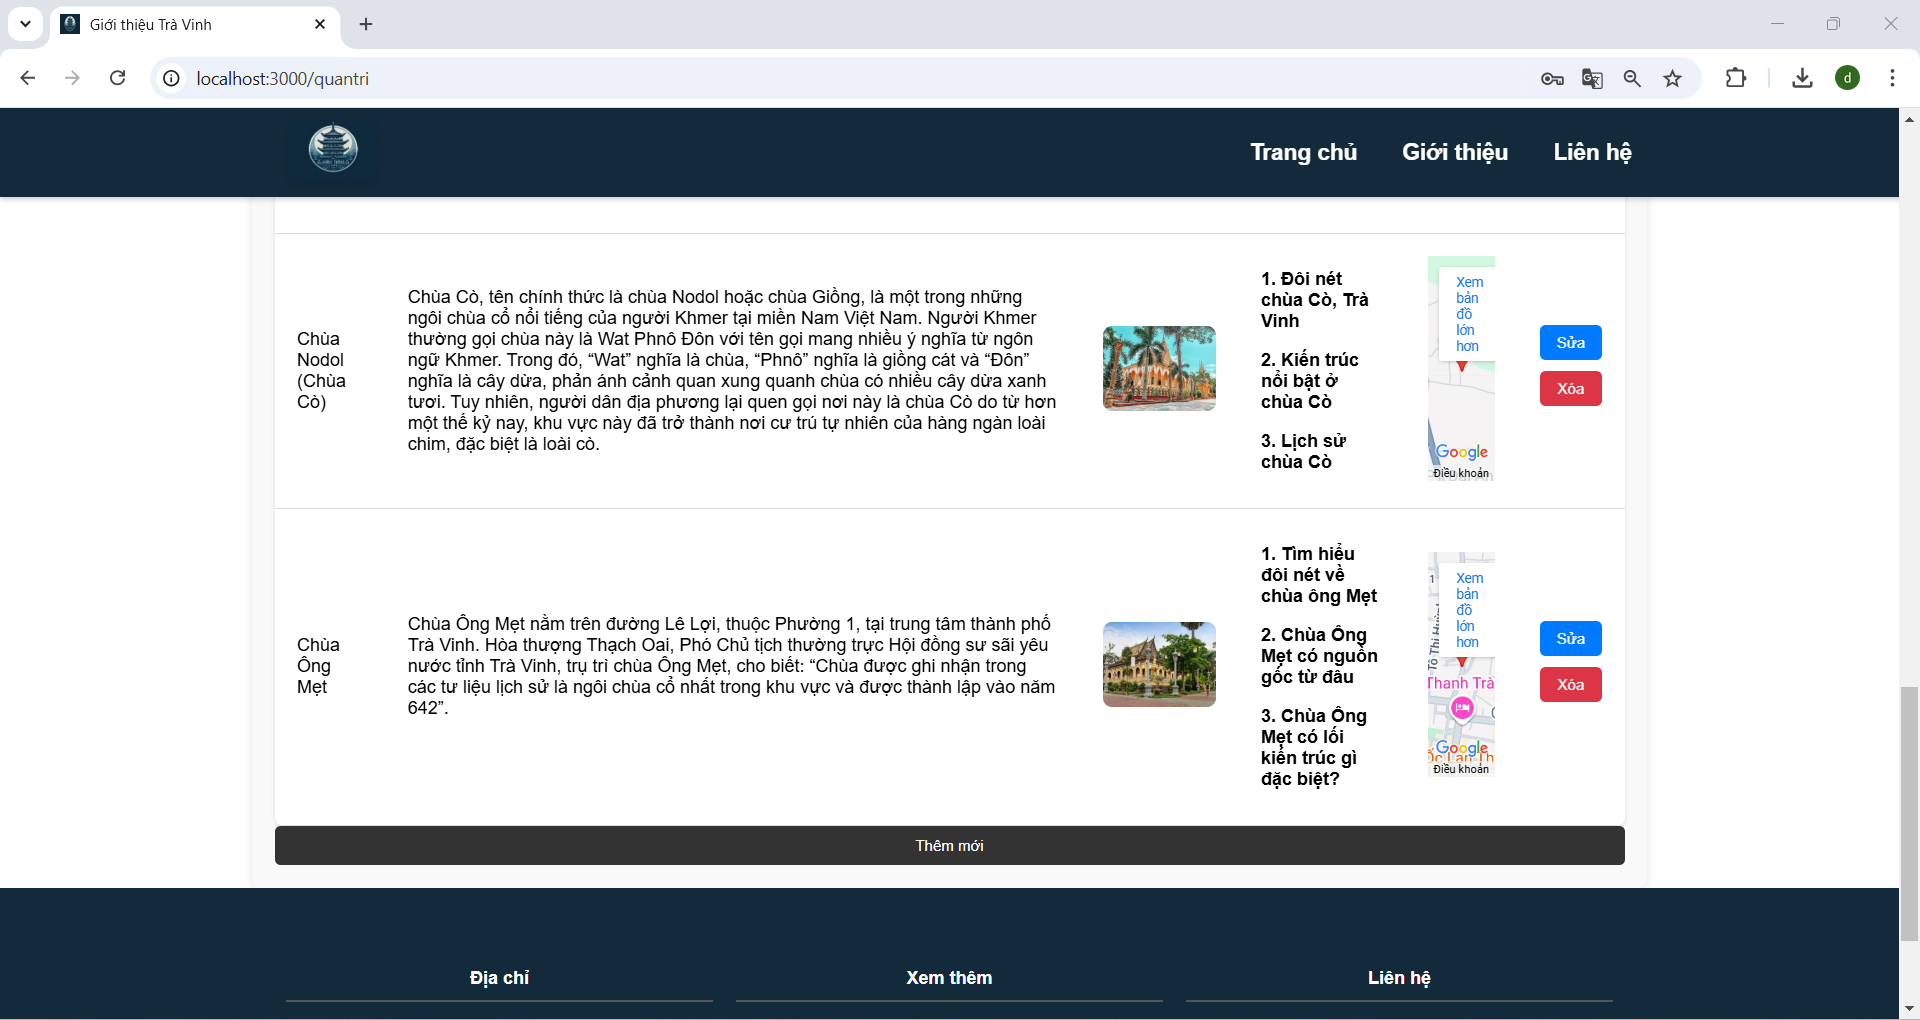 Giới thiệu Trà Vinh
localhost:3000/quantri
d
Trang chủ
Giới thiệu
Liên hệ
Chùa
Nodol
(Chùa
Cò)
Chùa Cò, tên chính thức là chùa Nodol hoặc chùa Giồng, là một trong những
ngôi chùa cổ nổi tiếng của người Khmer tại miền Nam Việt Nam. Người Khmer
thường gọi chùa này là Wat Phnô Đôn với tên gọi mang nhiều ý nghĩa từ ngôn
ngữ Khmer. Trong đó, “Wat” nghĩa là chùa, “Phnô” nghĩa là giồng cát và “Đôn”
nghĩa là cây dừa, phản ánh cảnh quan xung quanh chùa có nhiều cây dừa xanh
tươi. Tuy nhiên, người dân địa phương lại quen gọi nơi này là chùa Cò do từ hơn
một thế kỷ nay, khu vực này đã trở thành nơi cư trú tự nhiên của hàng ngàn loài
chim, đặc biệt là loài cò.
1. Đôi nét
chùa Cò, Trà
Vinh
2. Kiến trúc
nổi bật ở
chùa Cò
3. Lịch sử
chùa Cò
Xem
bản
đồ
lớn
hơn
Google
Điều khoản
Sửa
Xóa
Chùa
Ông
Mẹt
Chùa Ông Mẹt nằm trên đường Lê Lợi, thuộc Phường 1, tại trung tâm thành phố
Trà Vinh. Hòa thượng Thạch Oai, Phó Chủ tịch thường trực Hội đồng sư sãi yêu
nước tỉnh Trà Vinh, trụ trì chùa Ông Mẹt, cho biết: “Chùa được ghi nhận trong
các tư liệu lịch sử là ngôi chùa cổ nhất trong khu vực và được thành lập vào năm
642”.
1. Tìm hiểu
đôi nét về
chùa ông Mẹt
2. Chùa Ông
Mẹt có nguồn
gốc từ đâu
3. Chùa Ông
Mẹt có lối
kiến trúc gì
đặc biệt?
1
Xem
bản
đồ
lớn
hơn
Thanh Trà
Google
Điều khoản
Sửa
Xóa
Thêm mới
Địa chỉ
Xem thêm
Liên hệ